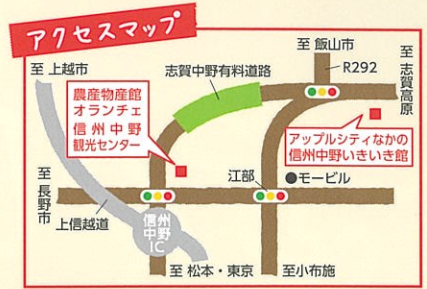 アクセスマップ
至 飯山市
至 上越市
志賀中野有料道路
R292
至 志賀高原
農産物産館
オランチェ
信州中野
観光センター
アップルシティなかの
信州中野いきいき館
至 長野市
江部
●モービル
上信越道
信州
中野
IC
至 松本・東京
至小布施